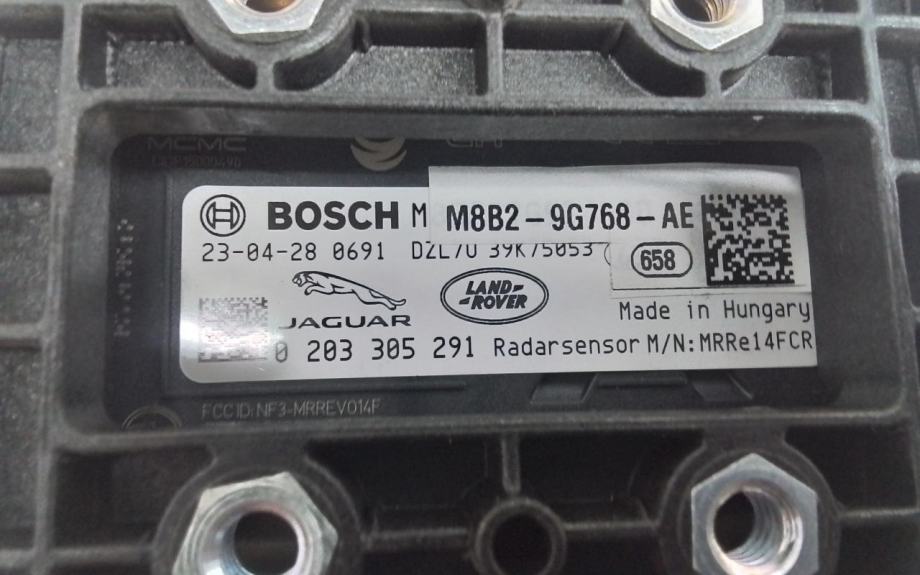 MCMC
BOSCH M M8B2-9G768-AE
23-04-28 0691 DZL70 39K75053
658
JAGUAR
LAND-
ROVER
Made in Hungary
0 203 305 291 Radarsensor M/N:MRRe14FCR
FCC ID: NF3-MRREVO14F